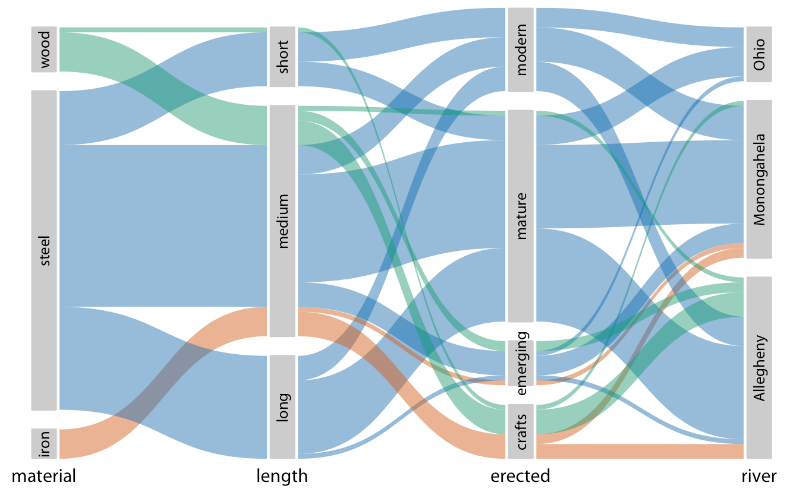 wood
steel
iron
short
medium
long
modern
mature
emerging
crafts
Ohio
Monongahela
Allegheny
material length erected river